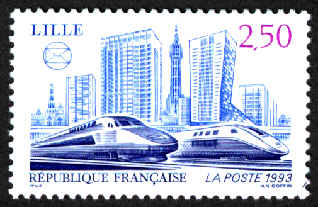 LILLE
2,50
RÉPUBLIQUE FRANÇAISE LA POSTE 1993